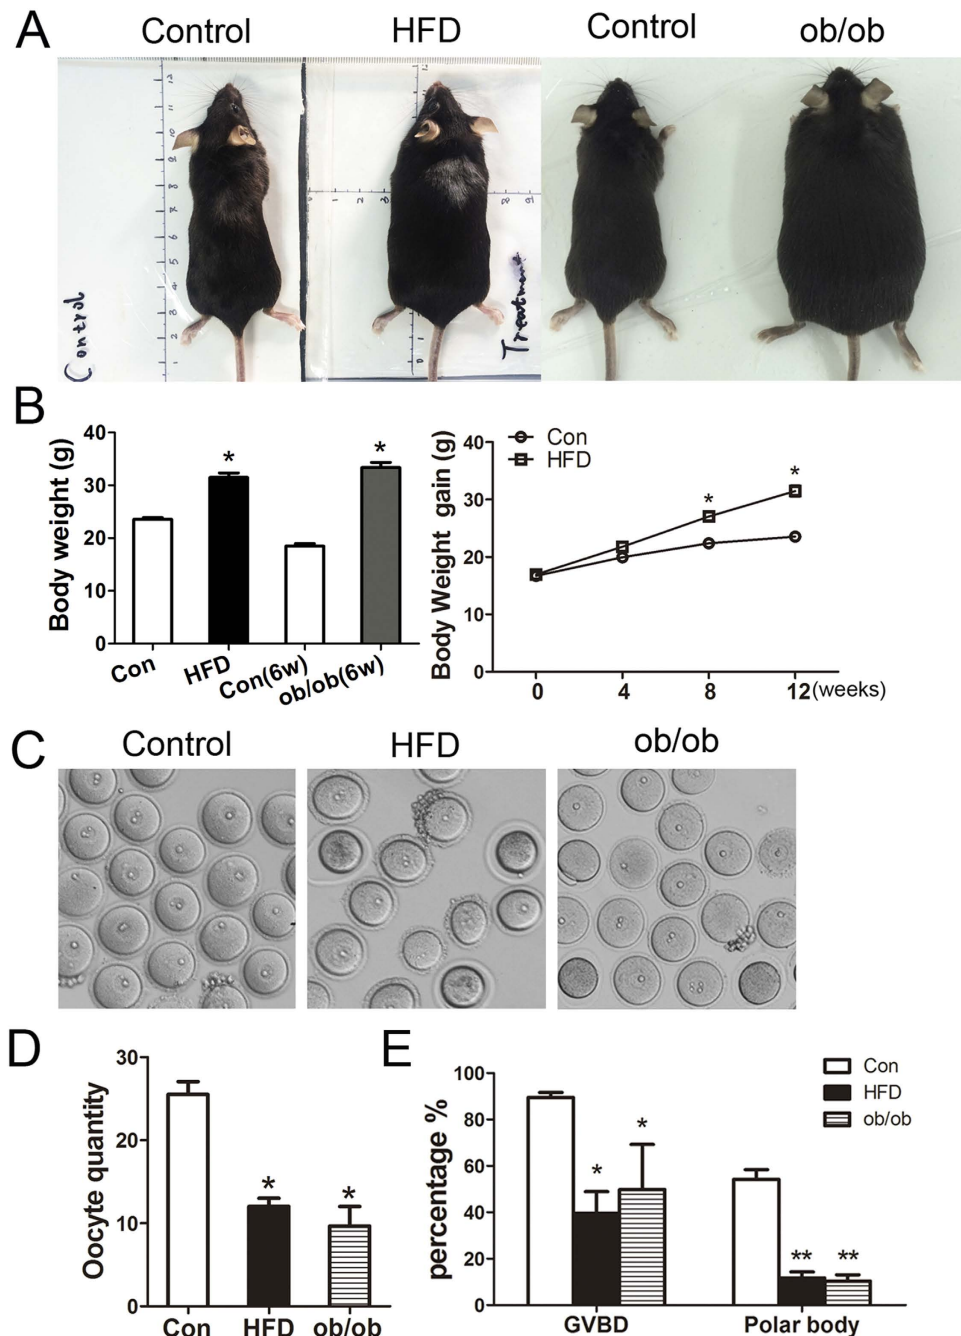 A
Control
HFD
Control
ob/ob
Control
Treatment
B
Body weight (g)
40
30
20
10
0
*
*
Con
HFD
Con(6w)
ob/ob(6w)
Body Weight gain (g)
40
30
20
10
0
Con
HFD
*
*
0
4
8
12(weeks)
C
Control
HFD
ob/ob
D
Oocyte quantity
30
20
10
0
*
*
Con
HFD
ob/ob
E
percentage %
100
80
60
40
20
0
*
*
**
**
GVBD
Polar body
Con
HFD
ob/ob